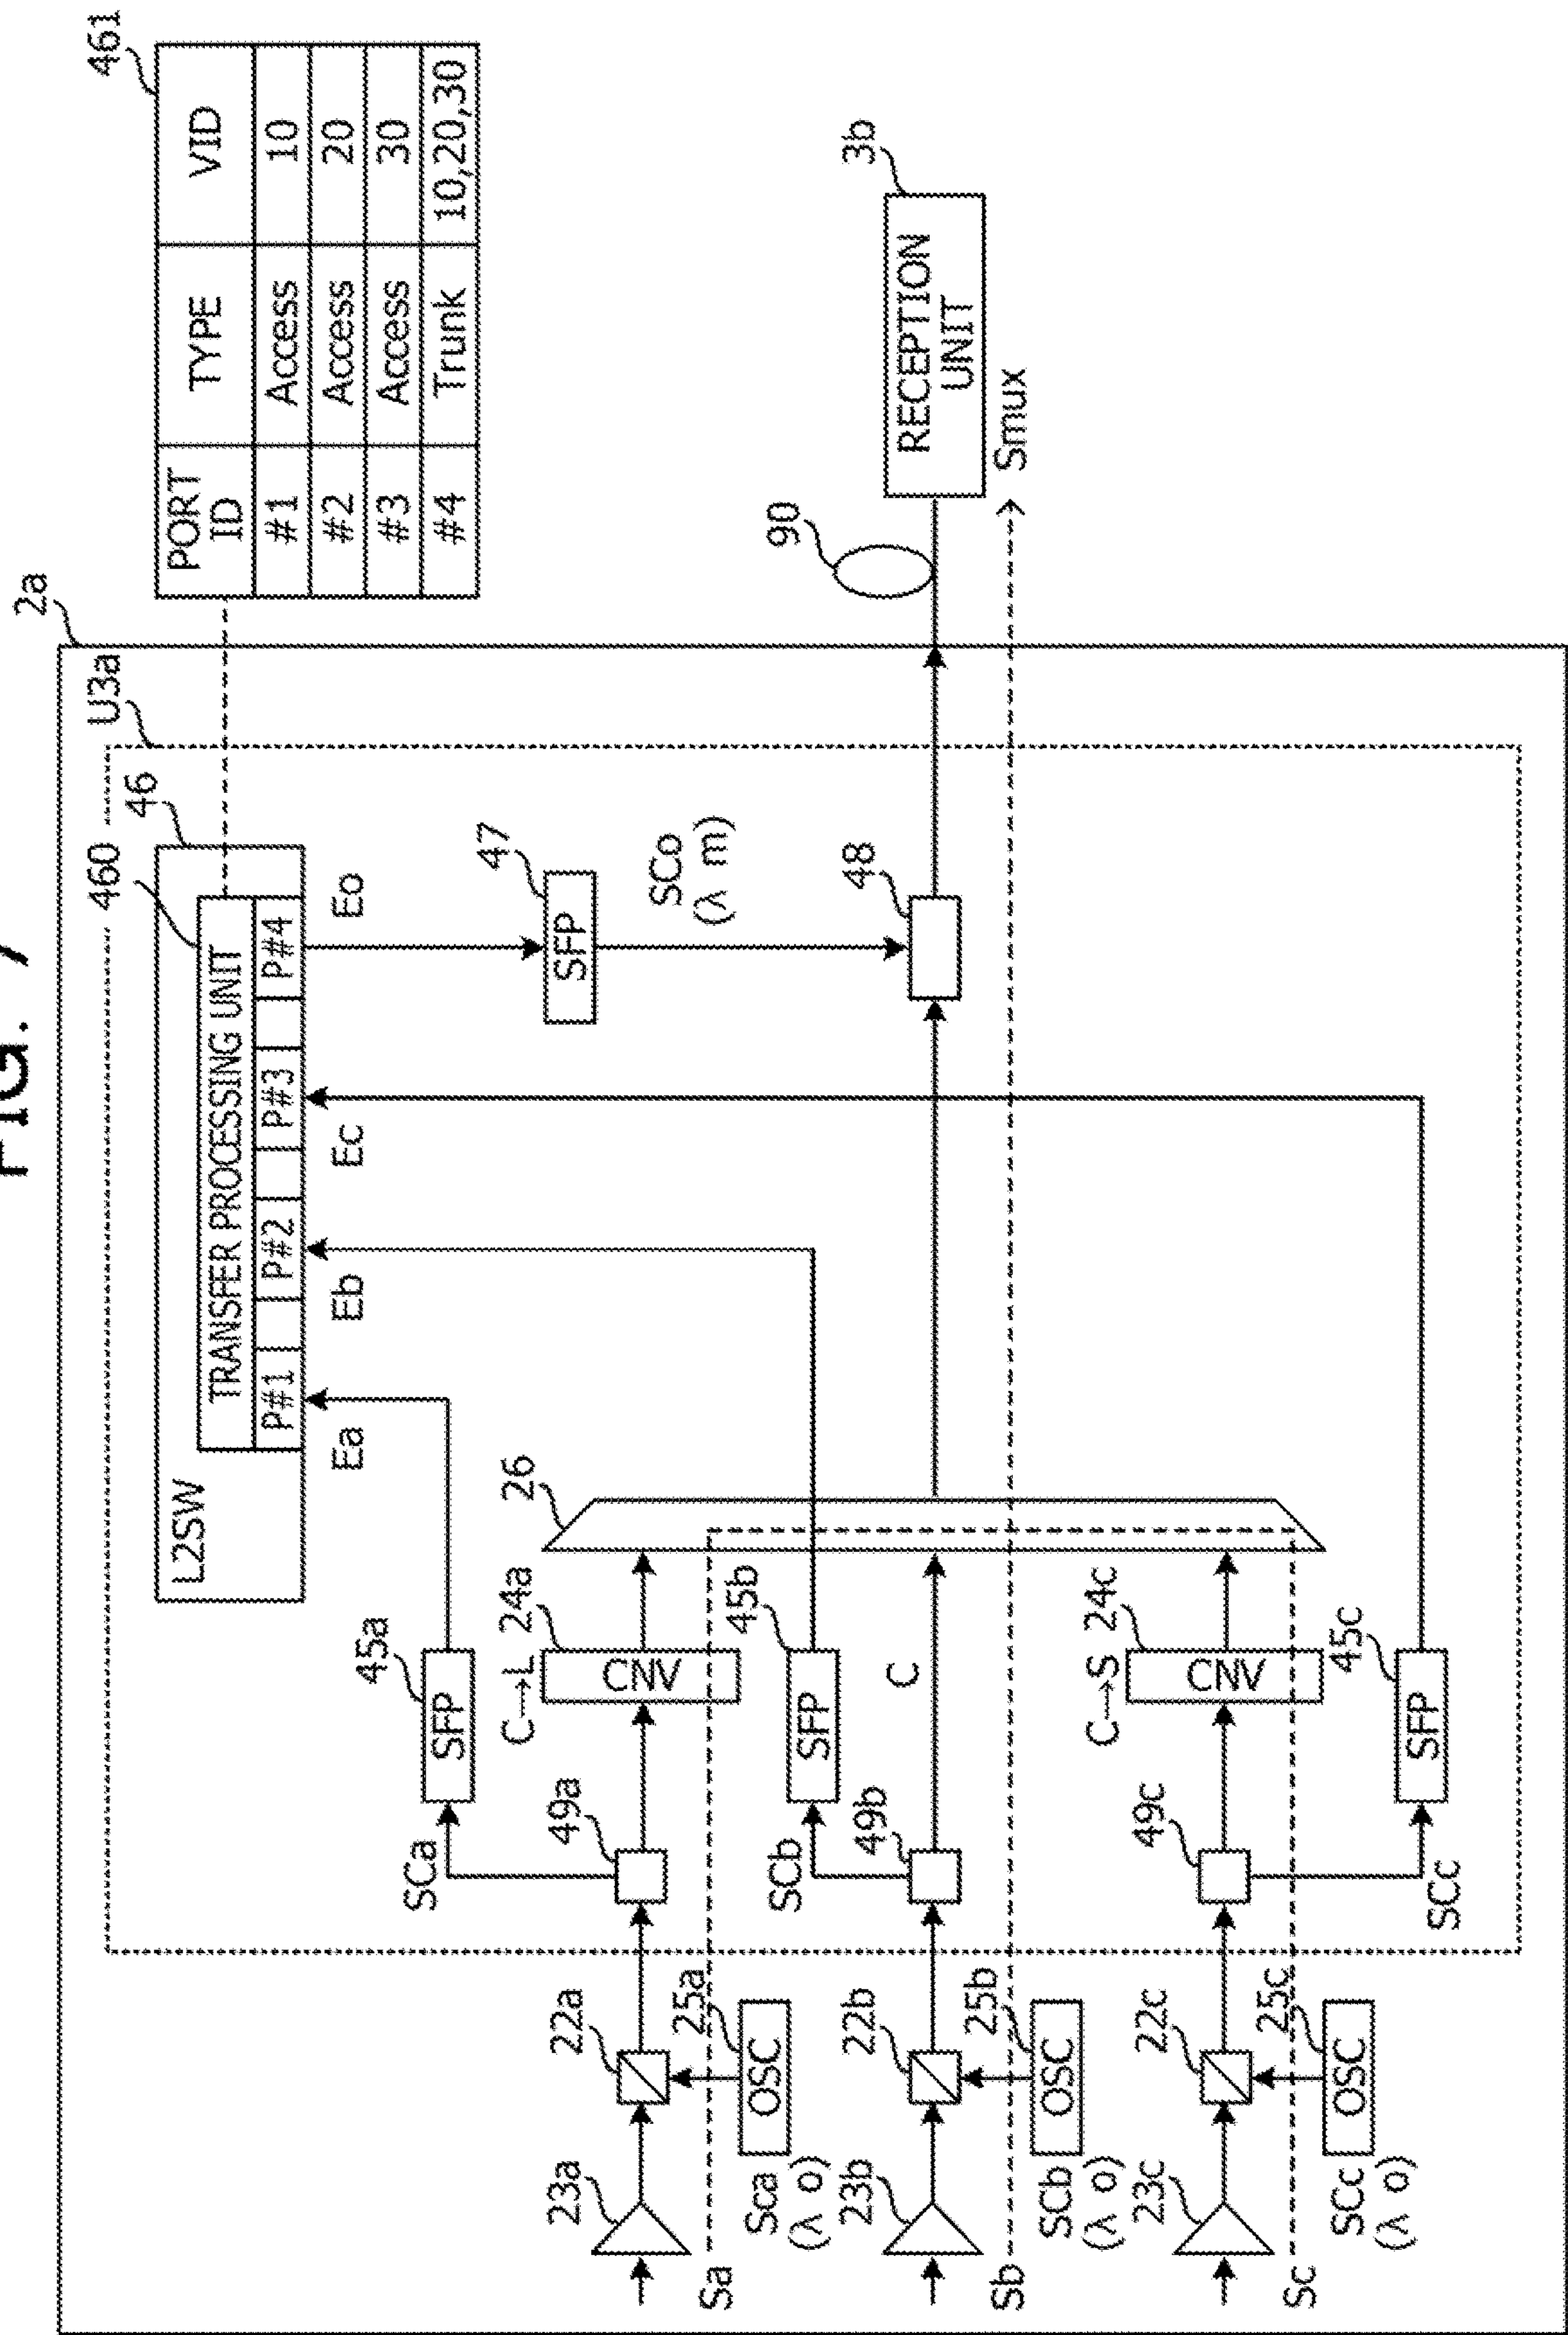 FIG. 7
2a
U3a
460
46
L2SW
TRANSFER PROCESSING UNIT
P#1
P#2
P#3
P#4
461
PORT ID
TYPE
VID
#1
Access
10
#2
Access
20
#3
Access
30
#4
Trunk
10,20,30
Ea
Eb
Ec
Eo
47
SFP
SCo
(λ m)
48
90
3b
RECEPTION
UNIT
Smux
45a
SFP
SCa
C→L
24a
CNV
26
49a
22a
23a
25a
OSC
Sca
(λ o)
Sa
45b
SFP
SCb
C
49b
22b
23b
25b
OSC
SCb
(λ o)
Sb
C→S
24c
CNV
49c
22c
23c
45c
SFP
SCc
25c
OSC
SCc
(λ o)
Sc